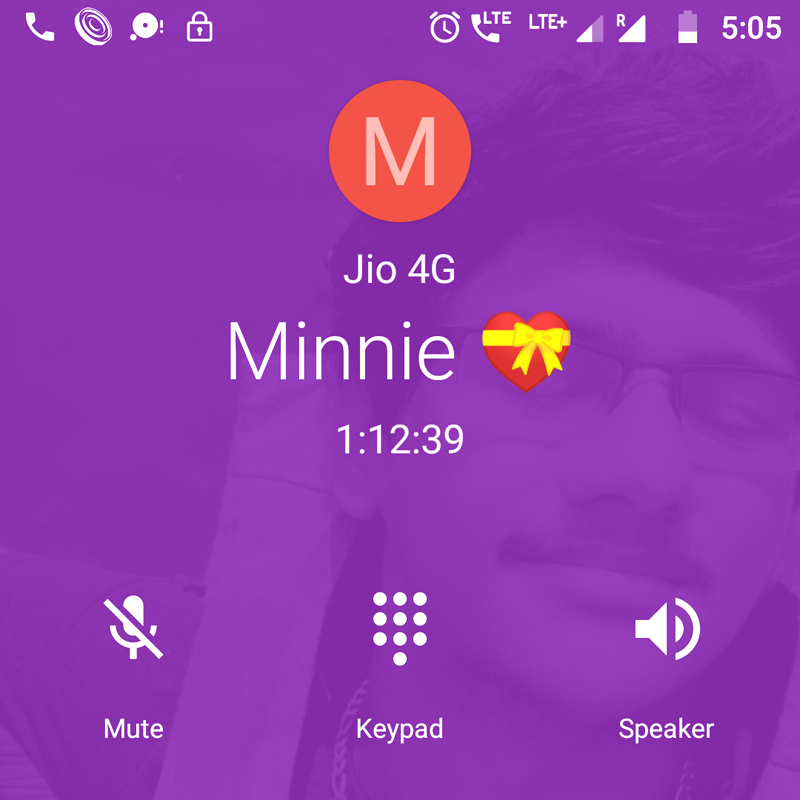 LTE LTE+ R 5:05
M
Jio 4G
Minnie 💝
1:12:39
Mute Keypad Speaker